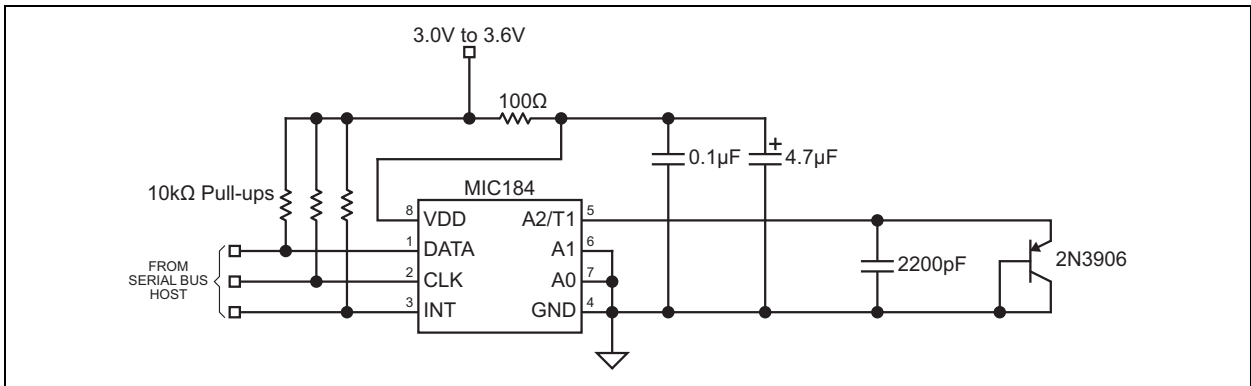 3.0V to 3.6V
100Ω
0.1µF
+
4.7µF
10kΩ Pull-ups
MIC184
8 VDD
A2/T1 5
1 DATA
A1 6
2 CLK
A0 7
3 INT
GND 4
FROM
SERIAL BUS
HOST
2200pF
2N3906